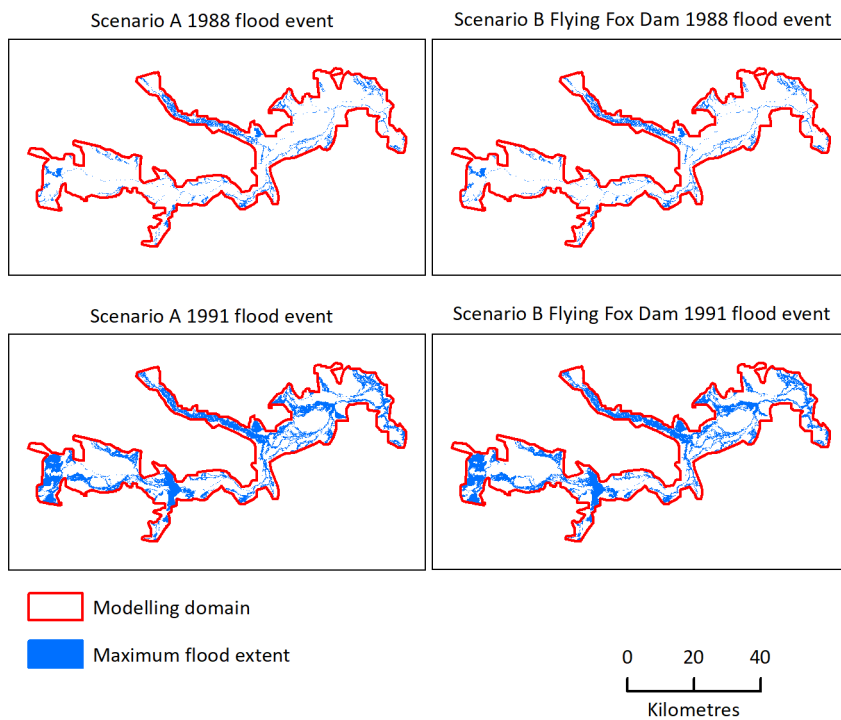 Scenario A 1988 flood event
Scenario B Flying Fox Dam 1988 flood event
Scenario A 1991 flood event
Scenario B Flying Fox Dam 1991 flood event
Modelling domain
Maximum flood extent
0 20 40
Kilometres